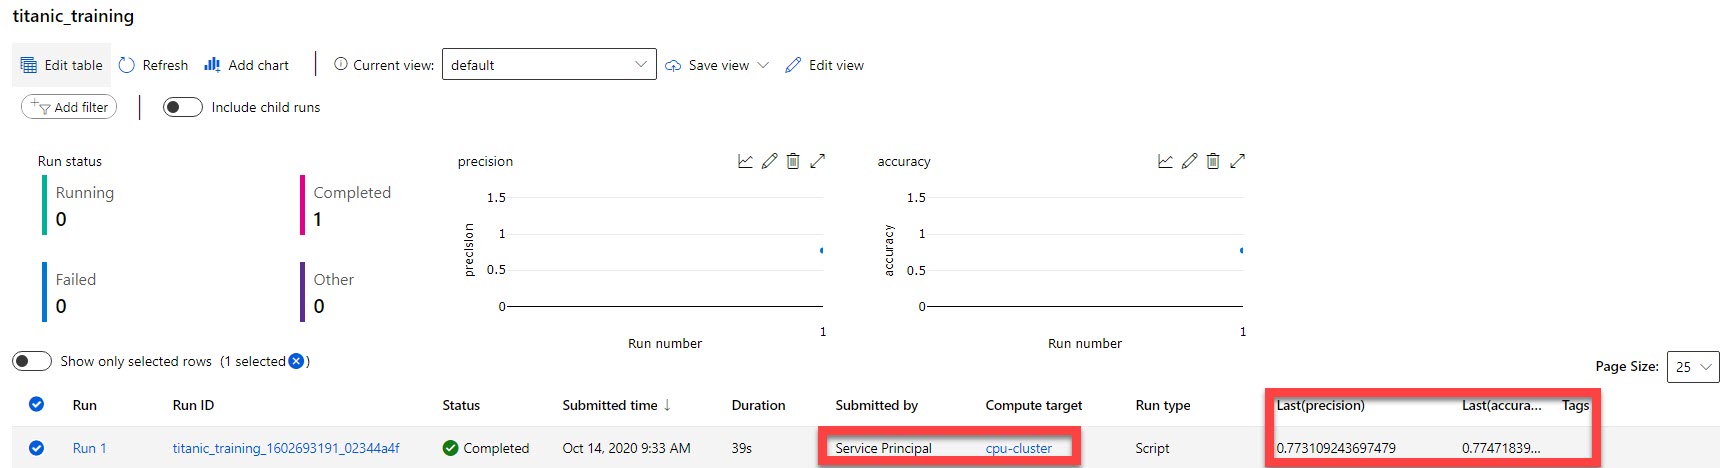 titanic_training
Edit table Refresh Add chart Current view: default Save view Edit view
Add filter Include child runs
Run status precision accuracy
Running Completed
0 1
Failed Other
0 0
precision
1.5
1
0.5
0
1
Run number
accuracy
1.5
1
0.5
0
1
Run number
Show only selected rows (1 selected )
Page Size: 25
Run Run ID Status Submitted time ↓ Duration Submitted by Compute target Run type Last(precision) Last(accura... Tags
Run 1 titanic_training_1602693191_02344a4f Completed Oct 14, 2020 9:33 AM 39s Service Principal cpu-cluster Script 0.773109243697479 0.77471839...